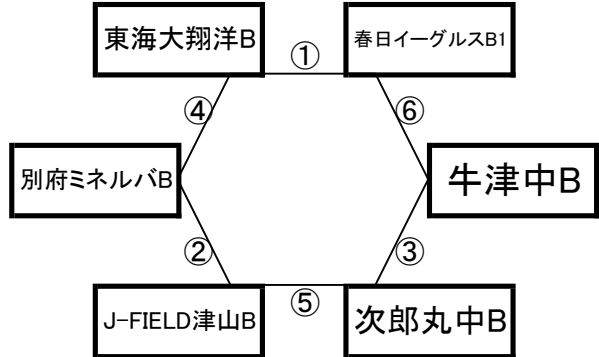 東海大翔洋B
春日イーグルスB1
①
④
⑥
別府ミネルバB
牛津中B
②
③
J-FIELD津山B
⑤
次郎丸中B